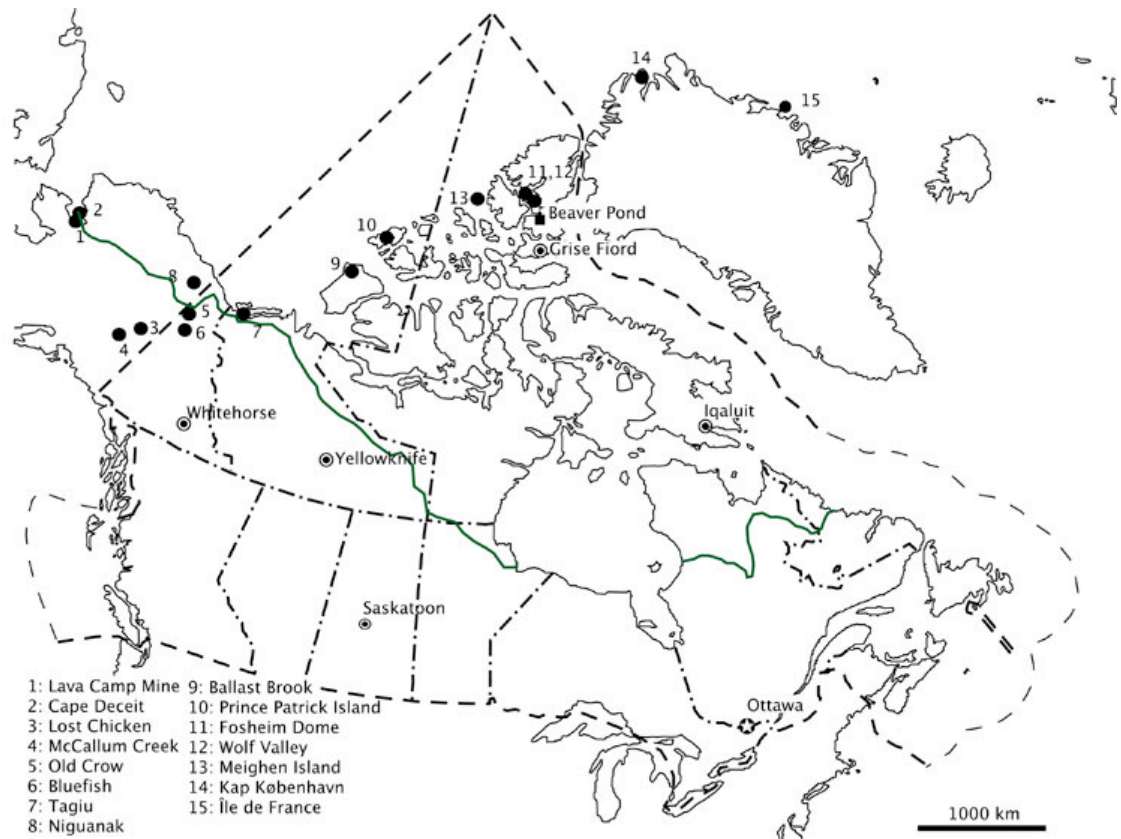 14
15
11,12
13
2
Beaver Pond
1
10
Grise Fiord
9
8
5
7
3
6
4
Whitehorse
Iqaluit
Yellowknife
Saskatoon
Ottawa
1: Lava Camp Mine
2: Cape Deceit
3: Lost Chicken
4: McCallum Creek
5: Old Crow
6: Bluefish
7: Tagiu
8: Niguanak
9: Ballast Brook
10: Prince Patrick Island
11: Fosheim Dome
12: Wolf Valley
13: Meighen Island
14: Kap København
15: Île de France
1000 km